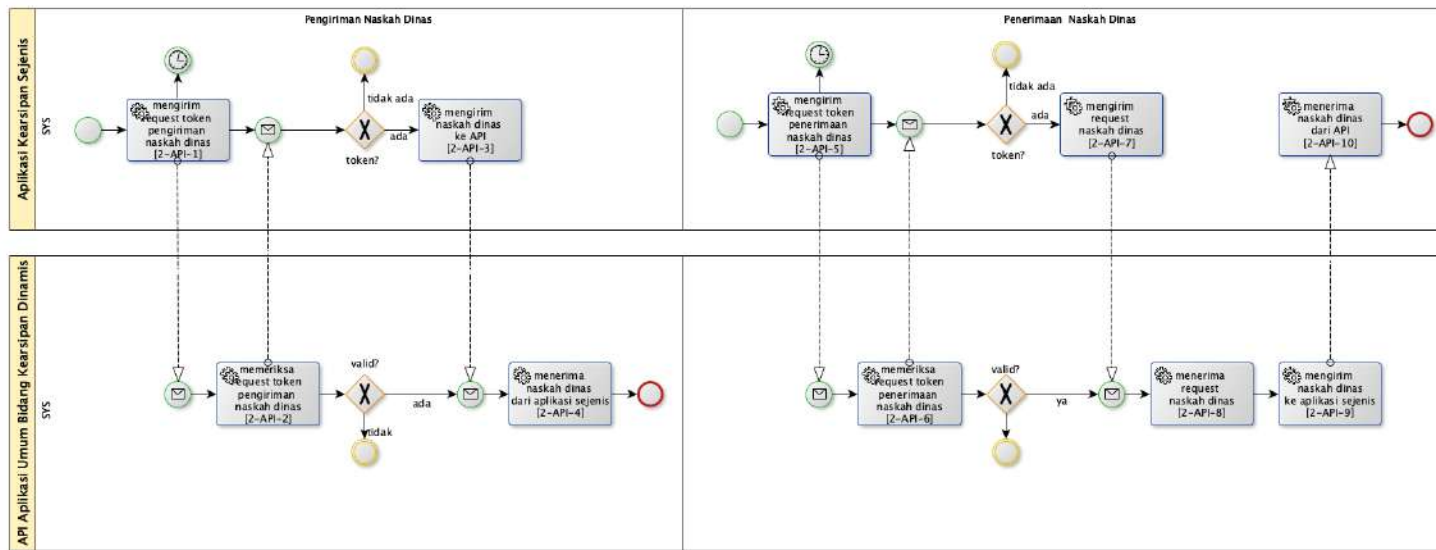 Pengiriman Naskah Dinas
Penerimaan Naskah Dinas
Aplikasi Kearsipan Sejenis
SYS
mengirim
request token
pengiriman
naskah dinas
[2-API-1]
tidak ada
ada
token?
mengirim
naskah dinas
ke API
[2-API-3]
mengirim
request token
penerimaan
naskah dinas
[2-API-5]
tidak ada
ada
token?
mengirim
request
naskah dinas
[2-API-7]
menerima
naskah dinas
dari API
[2-API-10]
API Aplikasi Umum Bidang Kearsipan Dinamis
SYS
memeriksa
request token
pengiriman
naskah dinas
[2-API-2]
valid?
ada
tidak
menerima
naskah dinas
dari aplikasi sejenis
[2-API-4]
memeriksa
request token
penerimaan
naskah dinas
[2-API-6]
valid?
ya
menerima
request
naskah dinas
[2-API-8]
mengirim
naskah dinas
ke aplikasi sejenis
[2-API-9]